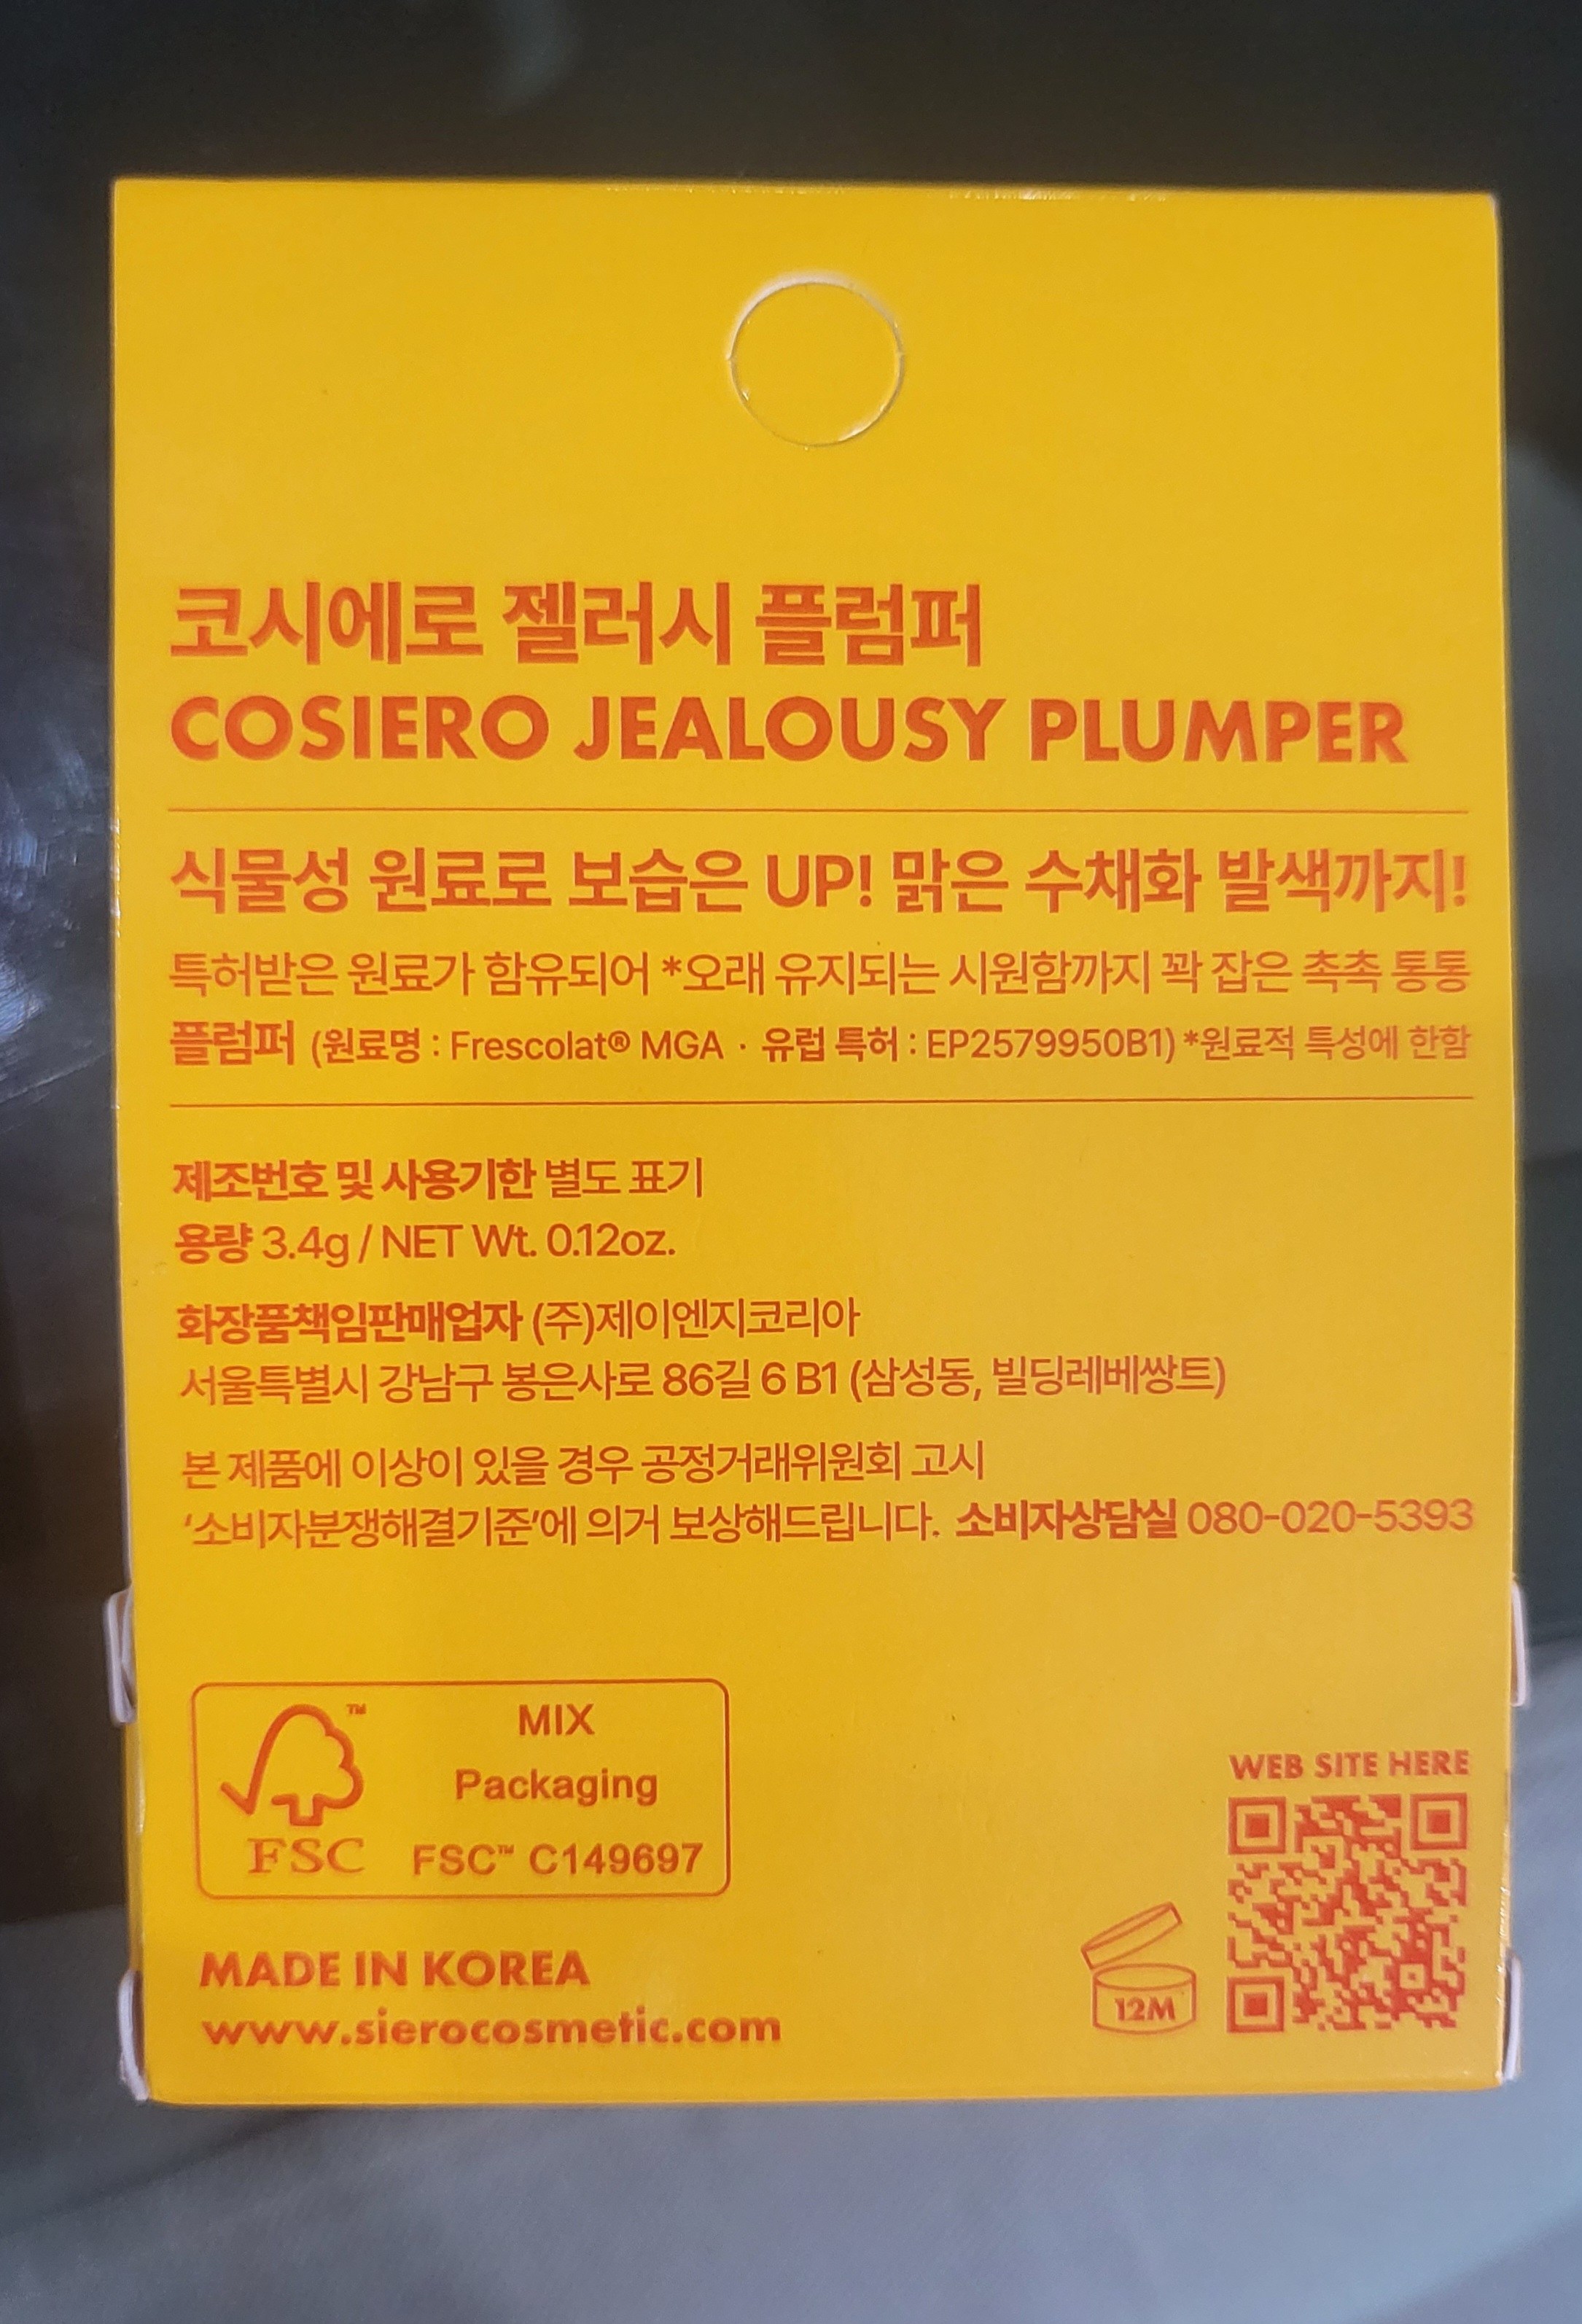 코시에로 젤러시 플럼퍼
COSIERO JEALOUSY PLUMPER
식물성 원료로 보습은 UP! 맑은 수채화 발색까지!
특허받은 원료가 함유되어 *오래 유지되는 시원함까지 꽉 잡은 촉촉 통통
플럼퍼 (원료명 : Frescolat® MGA · 유럽 특허 : EP2579950B1) *원료적 특성에 한함
제조번호 및 사용기한 별도 표기
용량 3.4g / NET Wt. 0.12oz.
화장품책임판매업자 (주)제이엔지코리아
서울특별시 강남구 봉은사로 86길 6 B1 (삼성동, 빌딩레베쌍트)
본 제품에 이상이 있을 경우 공정거래위원회 고시
‘소비자분쟁해결기준’에 의거 보상해드립니다. 소비자상담실 080-020-5393
FSC™
MIX
Packaging
FSC™ C149697
MADE IN KOREA
www.sierocosmetic.com
12M
WEB SITE HERE